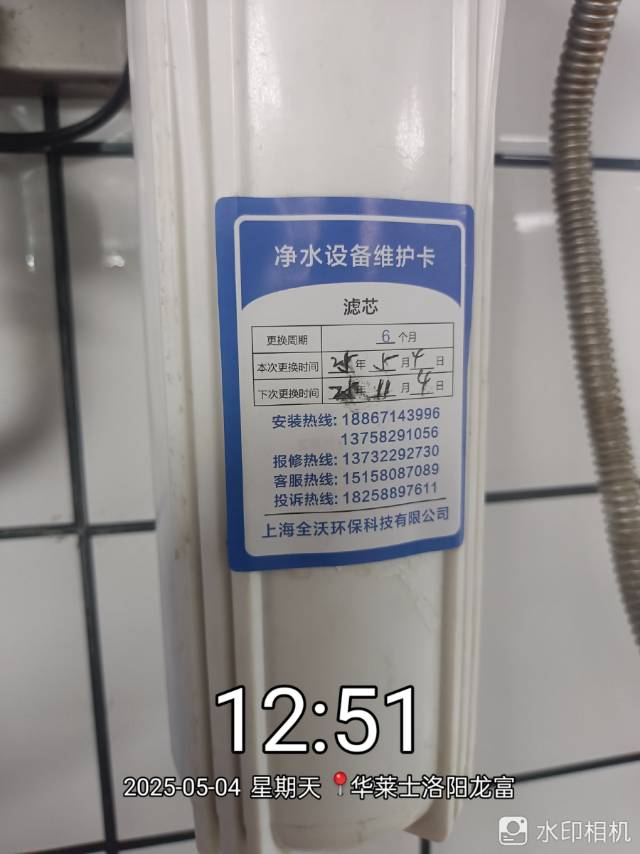 净水设备维护卡
滤芯
更换周期 6 个月
本次更换时间 25 年 5 月 4 日
下次更换时间 25 年 11 月 4 日
安装热线: 18867143996
13758291056
报修热线: 13732292730
客服热线: 15158087089
投诉热线: 18258897611
上海全沃环保科技有限公司
12:51
2025-05-04 星期天 📍华莱士洛阳龙富
水印相机